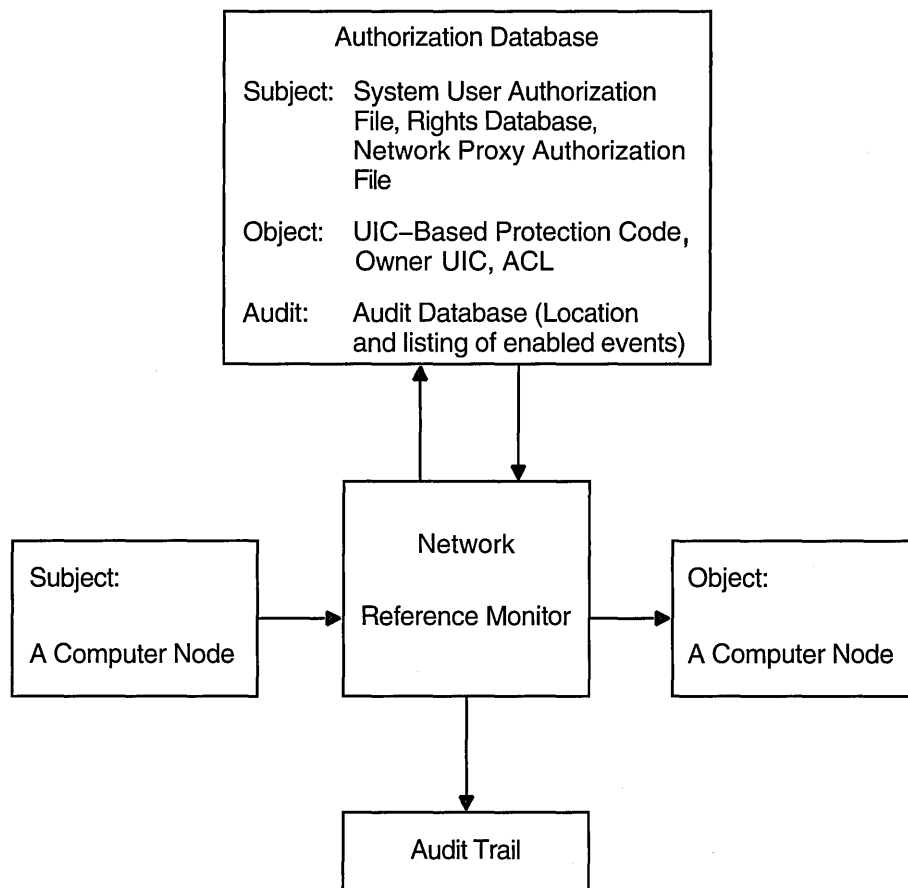 Authorization Database
Subject: System User Authorization
File, Rights Database,
Network Proxy Authorization
File
Object: UIC–Based Protection Code,
Owner UIC, ACL
Audit: Audit Database (Location
and listing of enabled events)
Network
Reference Monitor
Subject:
A Computer Node
Object:
A Computer Node
Audit Trail